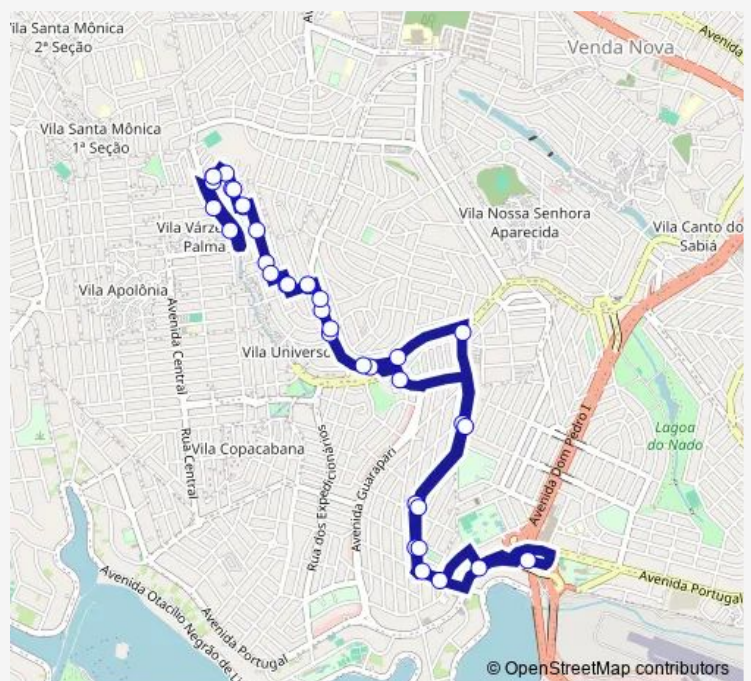 Vila Santa Mônica
2ª Seção
Venda Nova
Avenida
Vila Santa Mônica
1ª Seção
Vila Nossa Senhora
Aparecida
Vila Canto do
Sabiá
Vila Várze
Palma
Vila Apolônia
Avenida Central
Vila Universo
Rua Central
Vila Copacabana
Rua dos Expedicionários
Avenida Guarapari
Avenida Dom Pedro I
Lagoa
do Nado
Avenida Otacílio Negrão de Li
Avenida Portugal
Avenida Portugal
© OpenStreetMap contributors